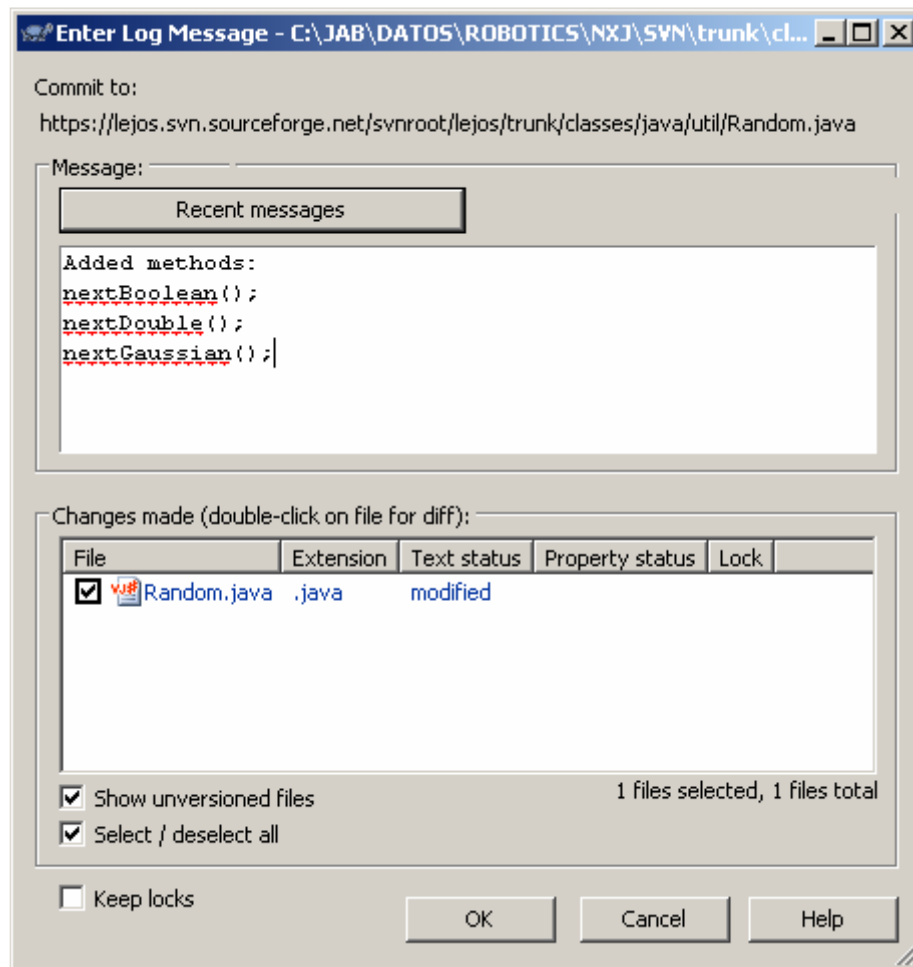 Enter Log Message - C:\JAB\DATOS\ROBOTICS\NXJ\SVN\trunk\cl...
Commit to:
https://lejos.svn.sourceforge.net/svnroot/lejos/trunk/classes/java/util/Random.java
Message:
Recent messages
Added methods:
nextBoolean();
nextDouble();
nextGaussian();
Changes made (double-click on file for diff):
File Extension Text status Property status Lock
Random.java .java modified
Show unversioned files 1 files selected, 1 files total
Select / deselect all
Keep locks
OK Cancel Help